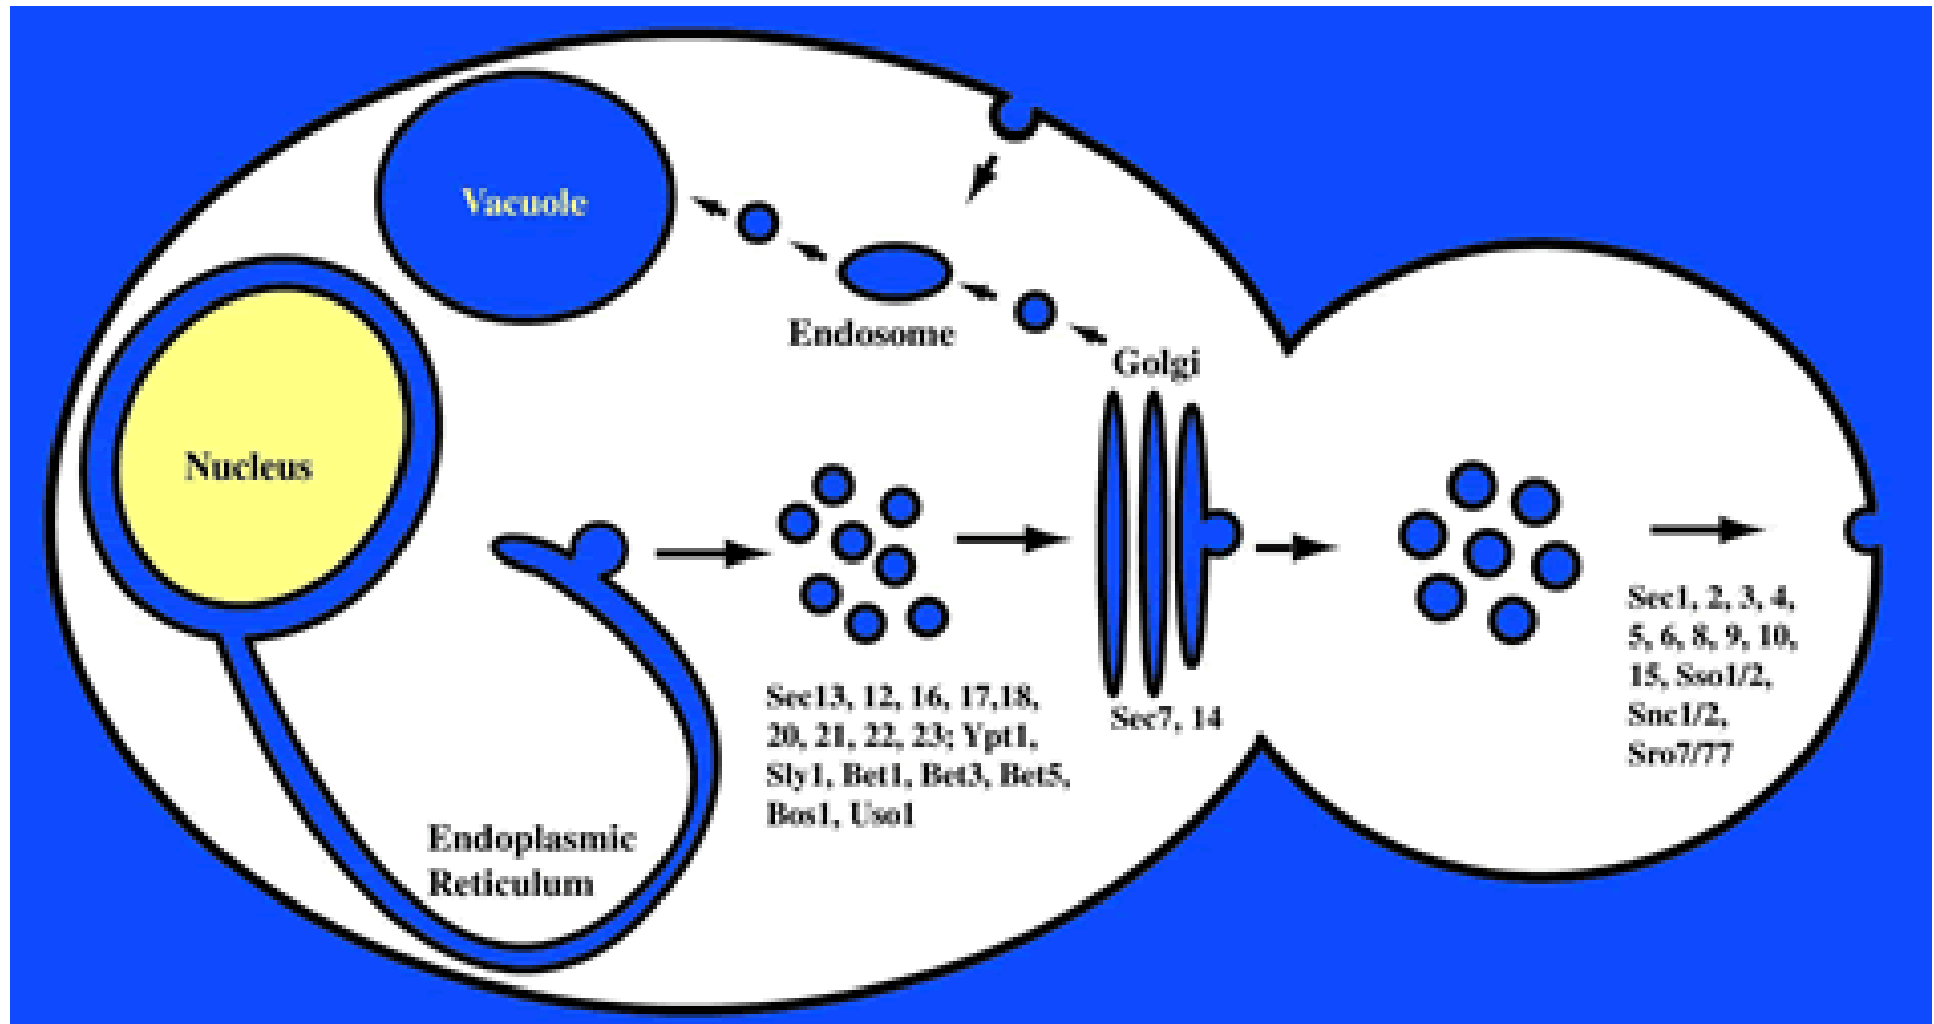 Vacuole
Endosome
Golgi
Nucleus
Sec13, 12, 16, 17,18,
20, 21, 22, 23; Ypt1,
Sly1, Bet1, Bet3, Bet5,
Bos1, Uso1
Sec7, 14
Sec1, 2, 3, 4,
5, 6, 8, 9, 10,
15, Sso1/2,
Snc1/2,
Sro7/77
Endoplasmic
Reticulum